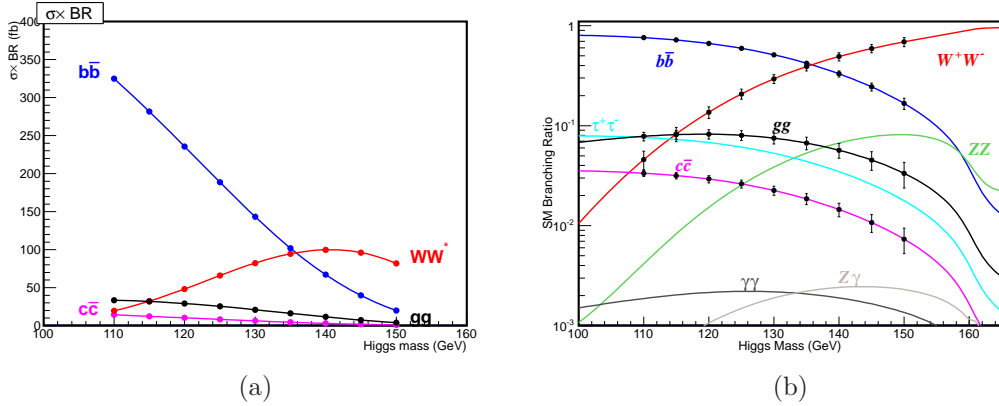 σ× BR
σ× BR (fb)
400
350
300
250
200
150
100
50
0
bb̄
WW*
cc̄
gg
100 110 120 130 140 150 160
Higgs mass (GeV)
(a)
SM Branching Ratio
1
10⁻¹
10⁻²
10⁻³
bb̄
W⁺W⁻
τ⁺τ⁻
gg
cc̄
ZZ
γγ
Zγ
100 110 120 130 140 150 160
Higgs Mass (GeV)
(b)